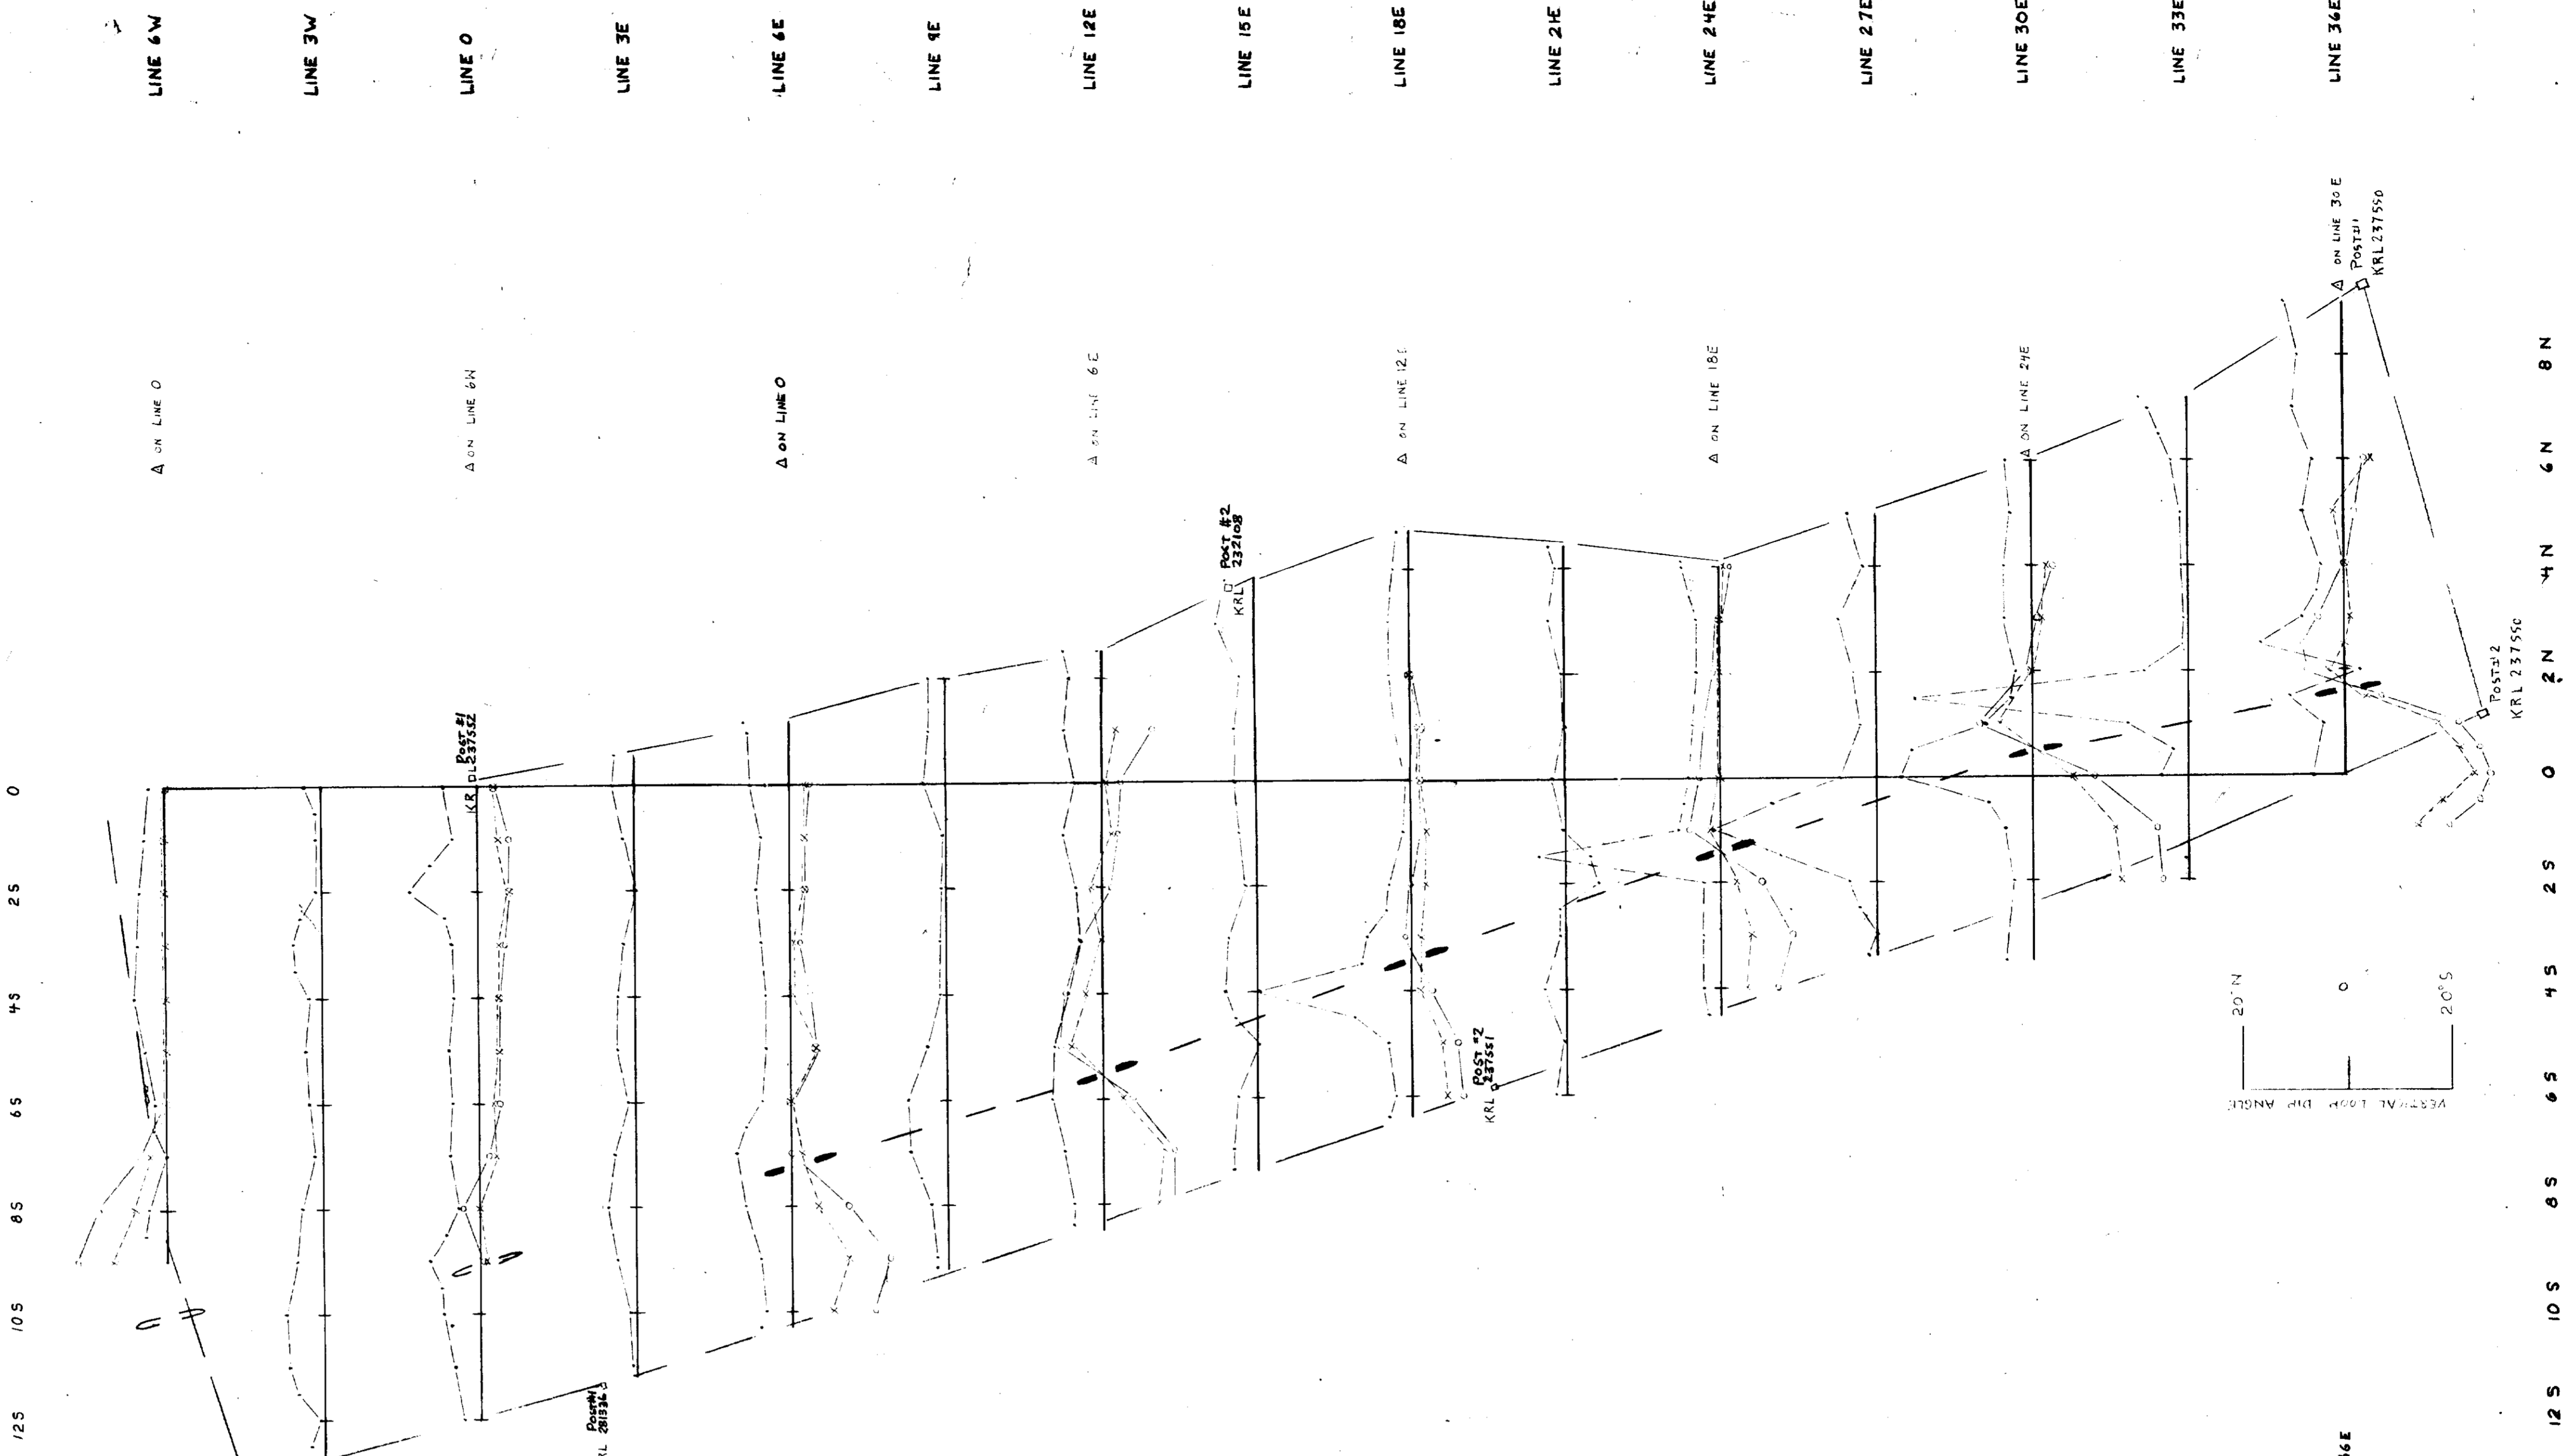 LINE 6W
LINE 3W
LINE 0
LINE 3E
LINE 6E
LINE 9E
LINE 12E
LINE 15E
LINE 18E
LINE 21E
LINE 24E
LINE 27E
LINE 30E
LINE 33E
LINE 36E
Δ ON LINE 0
Δ ON LINE 6W
Δ ON LINE 0
Δ ON LINE 6E
Δ ON LINE 12E
Δ ON LINE 18E
Δ ON LINE 24E
Δ ON LINE 30E
POST #1
KRL 237550
POST #2
KRL 232108
POST #1
KRL 237552
POST #2
KRL 237550
POST #2
KRL 237551
POST #1
RL 281336
VERTICAL LOOP DIP ANGLE
20°N
0
20°S
0
2S
4S
6S
8S
10S
12S
8N
6N
4N
2N
0
2S
4S
6S
8S
10S
12S
36E